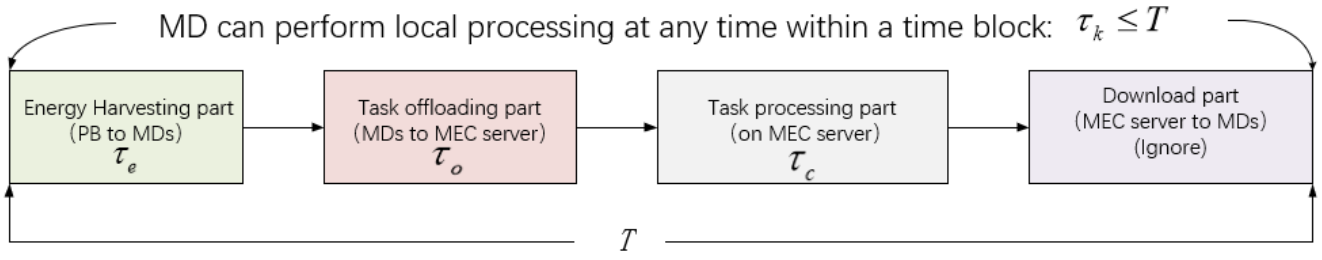 MD can perform local processing at any time within a time block: τ_k ≤ T
Energy Harvesting part
(PB to MDs)
τ_e
Task offloading part
(MDs to MEC server)
τ_o
Task processing part
(on MEC server)
τ_c
Download part
(MEC server to MDs)
(Ignore)
T